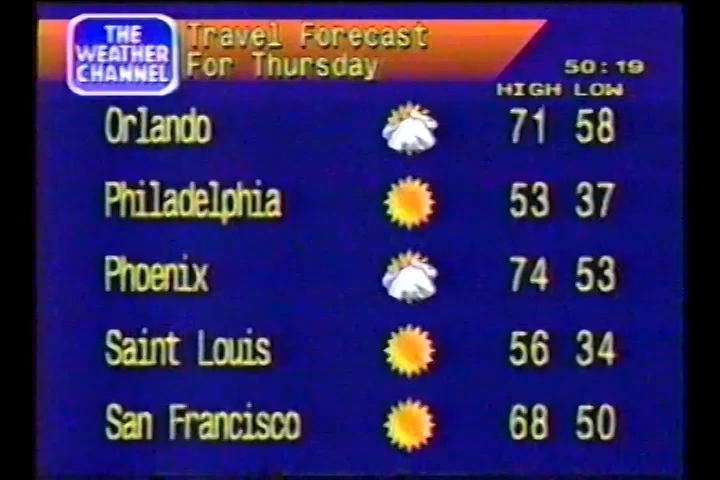 THE
WEATHER
CHANNEL
Travel Forecast
For Thursday
50:19
HIGH LOW
Orlando 71 58
Philadelphia 53 37
Phoenix 74 53
Saint Louis 56 34
San Francisco 68 50